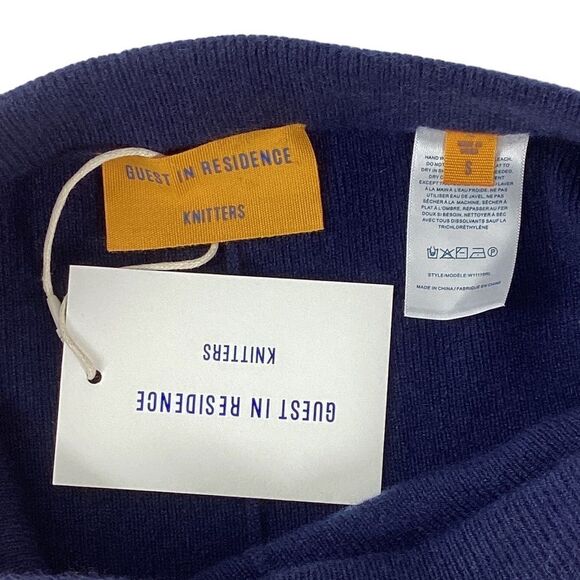 GUEST IN RESIDENCE
KNITTERS
GUEST IN RESIDENCE
KNITTERS
S
HAND
DO NOT
DRY IN
DRY
EXCEPT LAVER
À LA MAIN À L'EAU FROIDE, NE PAS
UTILISER EAU DE JAVEL, NE PAS
SÉCHER À LA MACHINE, SÉCHER À
PLAT À L'OMBRE, REPASSER AU FER
DOUX SI BESOIN, NETTOYER À SEC
AVEC TOUS DISSOLVANTS SAUF LE
TRICHLORÉTHYLÈNE
P
STYLE/MODÈLE:
MADE IN CHINA / FABRIQUÉ EN CHINE